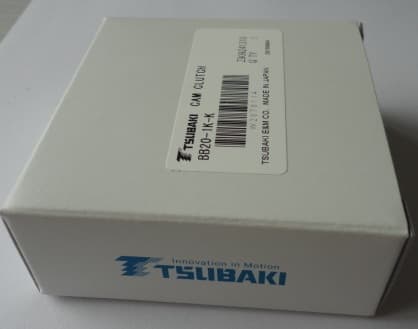 TSUBAKI CAM CLUTCH
BB20-1K-K
TSUBAKI E&M CO. MADE IN JAPAN
Innovation in Motion
TSUBAKI